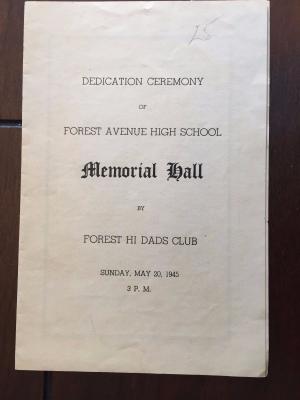 DEDICATION CEREMONY
OF
FOREST AVENUE HIGH SCHOOL
Memorial Hall
BY
FOREST HI DADS CLUB
SUNDAY, MAY 20, 1945
3 P. M.